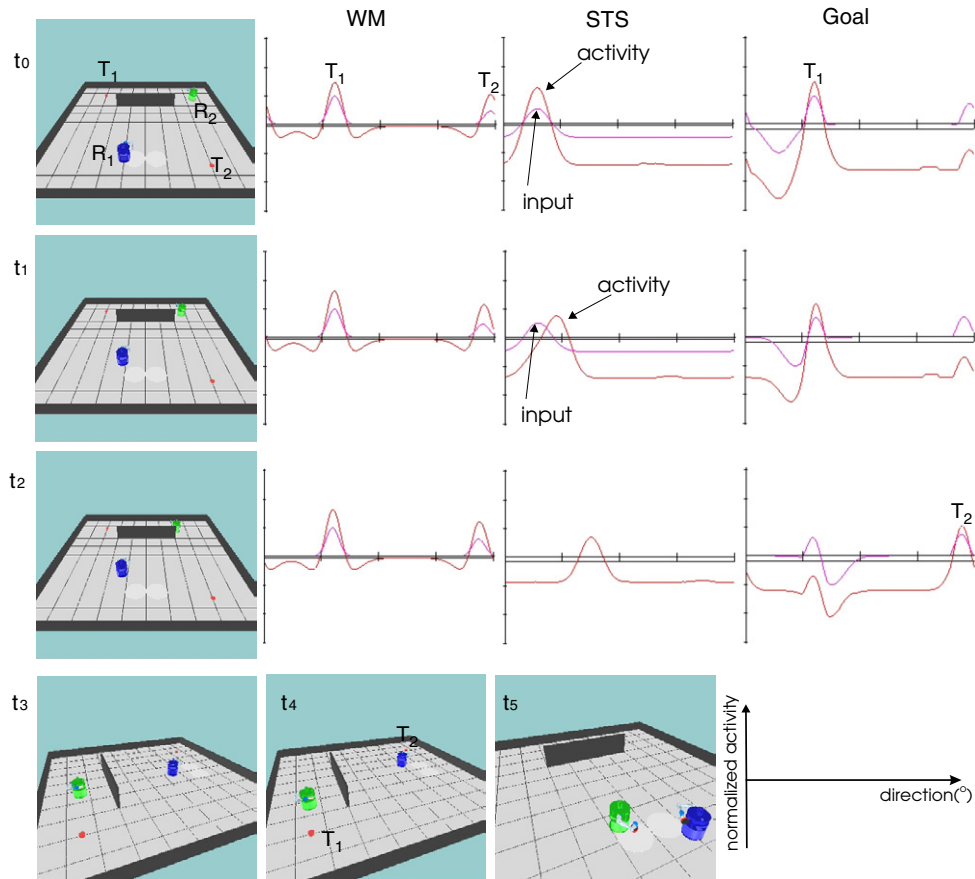 WM STS Goal
t0 T1 R2 R1 T2
T1 T2
activity
input
T1
t1
activity
input
t2
T2
t3
t4 T2
T1
t5
normalized activity
direction(°)